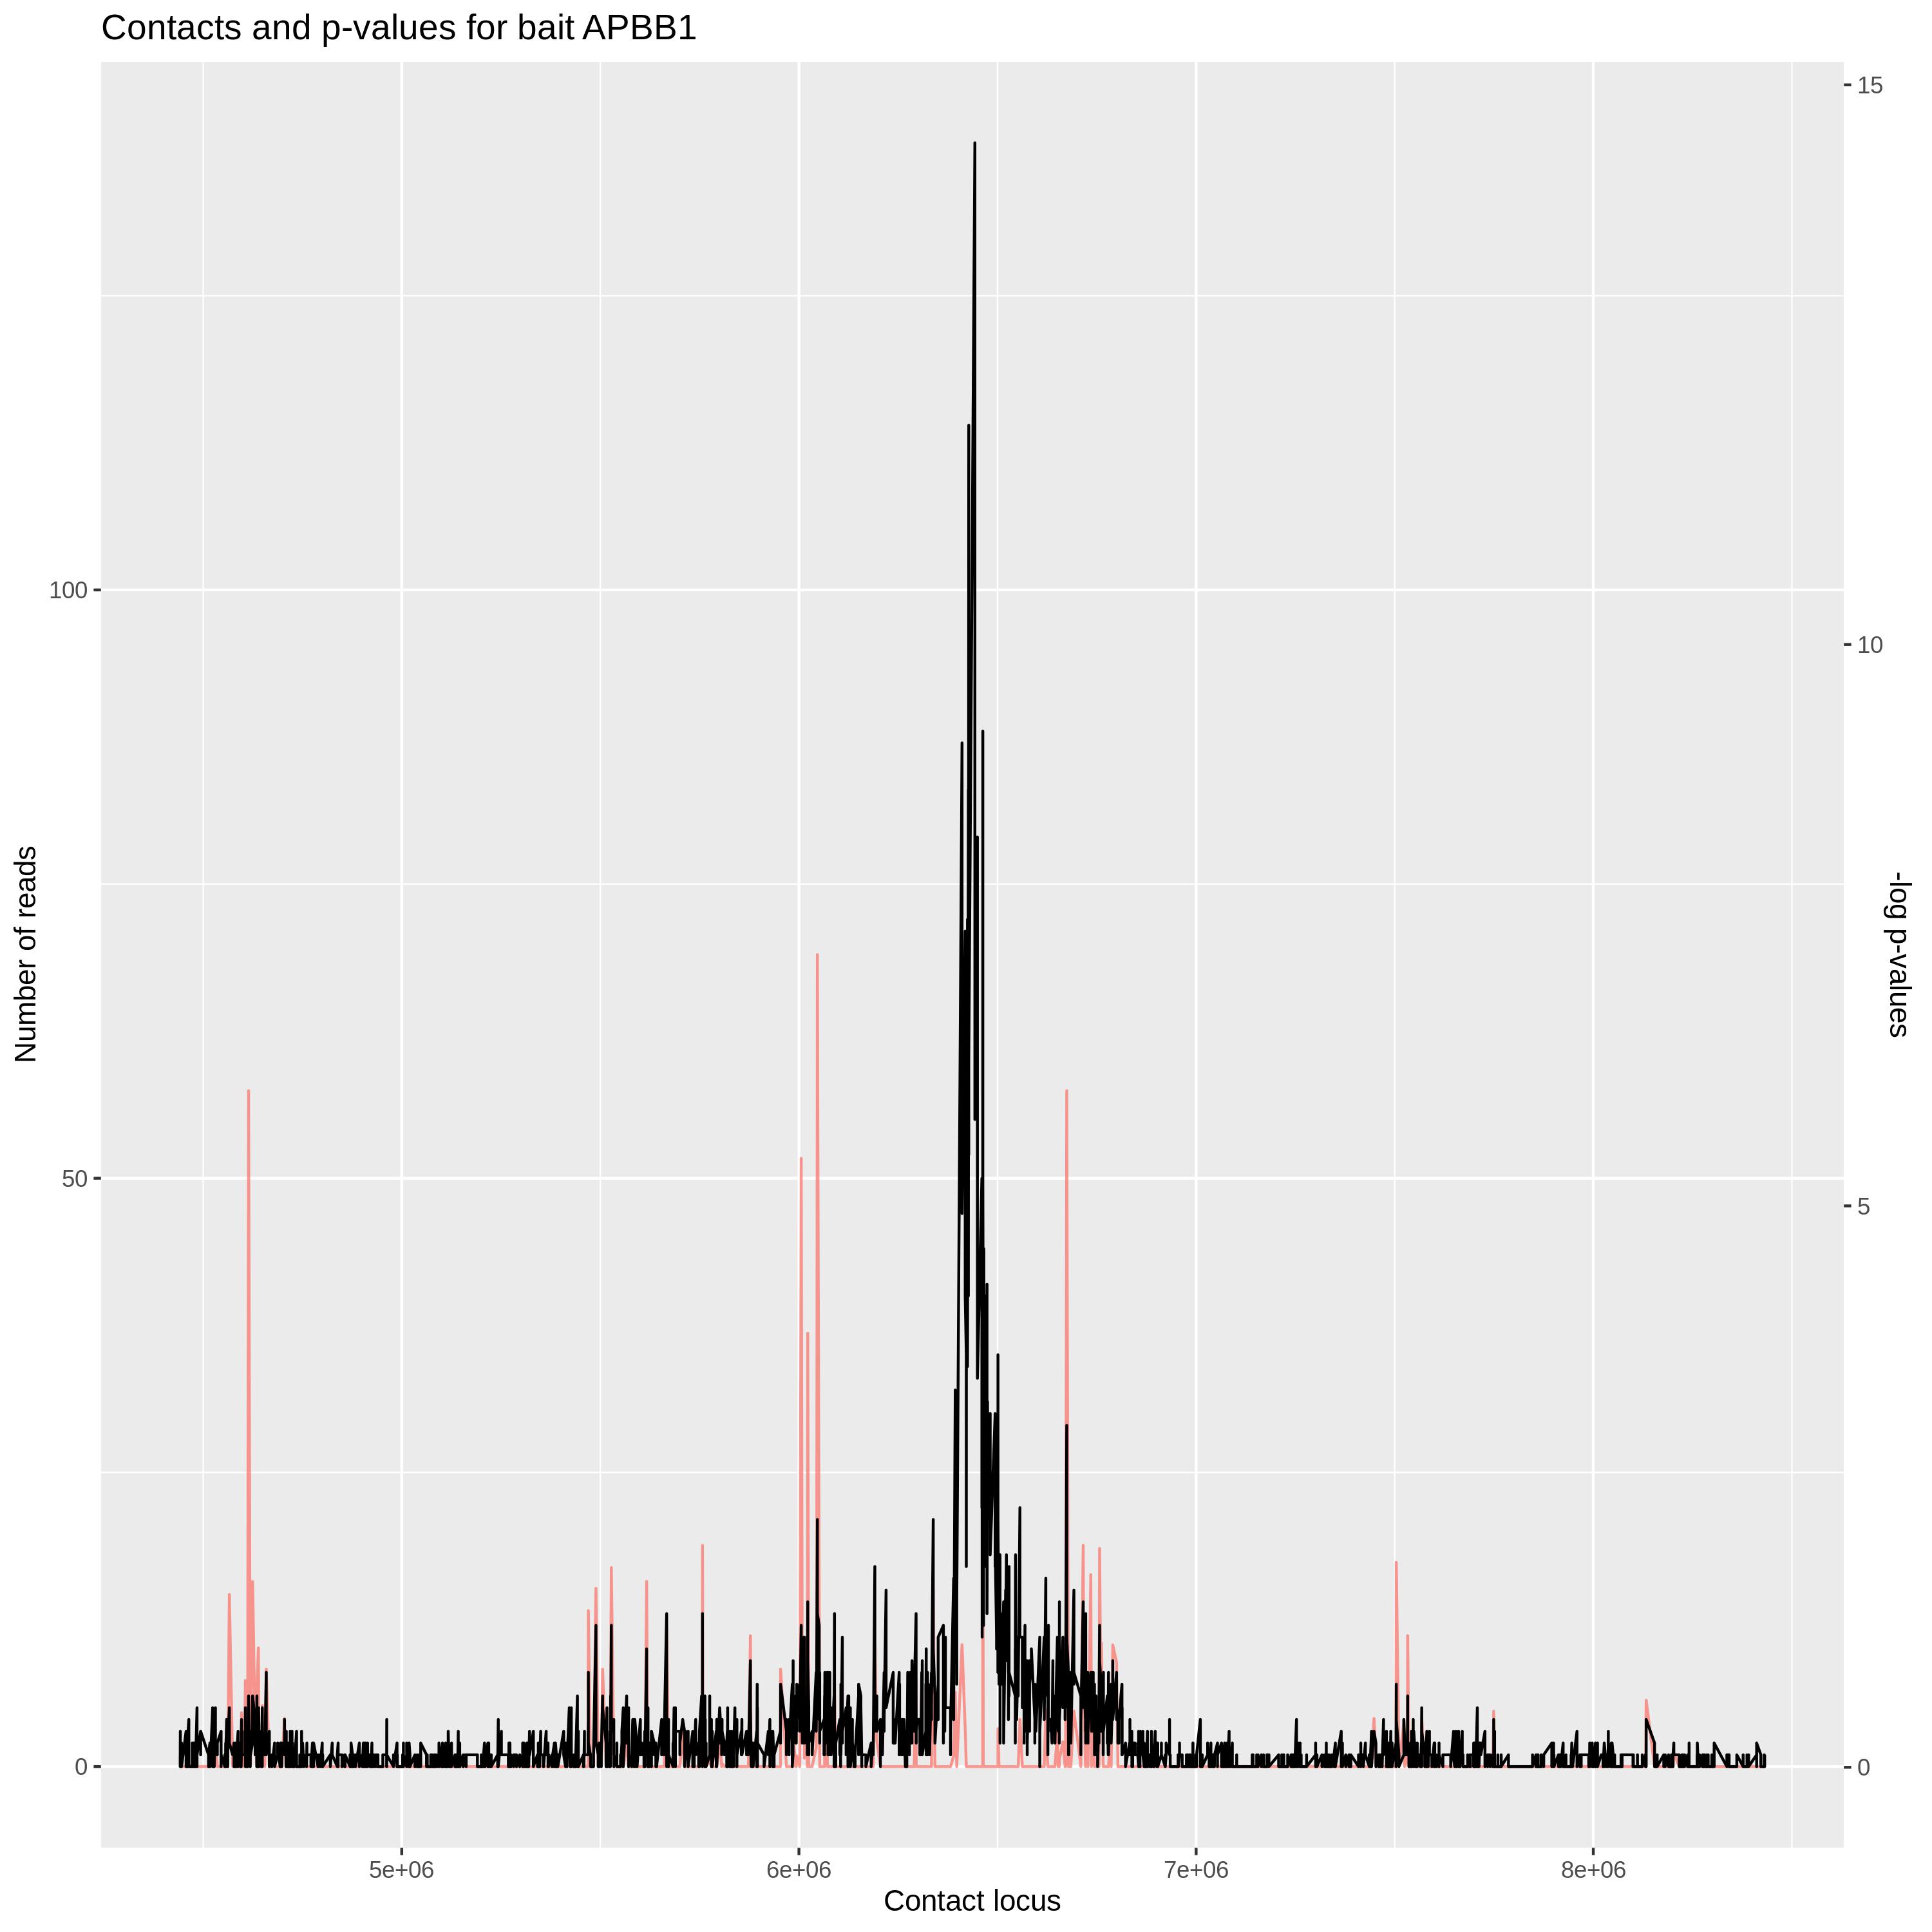 Contacts and p-values for bait APBB1
15
100
10
Number of reads
-log p-values
50
5
0
0
5e+06
6e+06
7e+06
8e+06
Contact locus